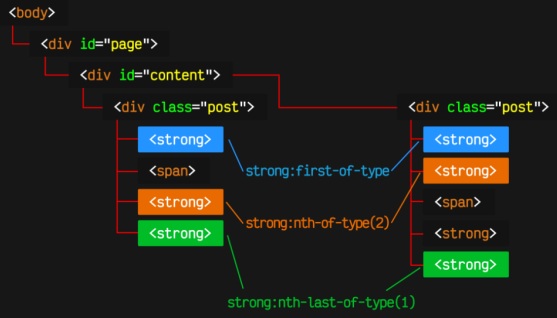 <body>
<div id="page">
<div id="content">
<div class="post"> <div class="post">
<strong> <strong>
<span> strong:first-of-type <strong>
<strong> <span>
strong:nth-of-type(2)
<strong> <strong>
<strong>
strong:nth-last-of-type(1)